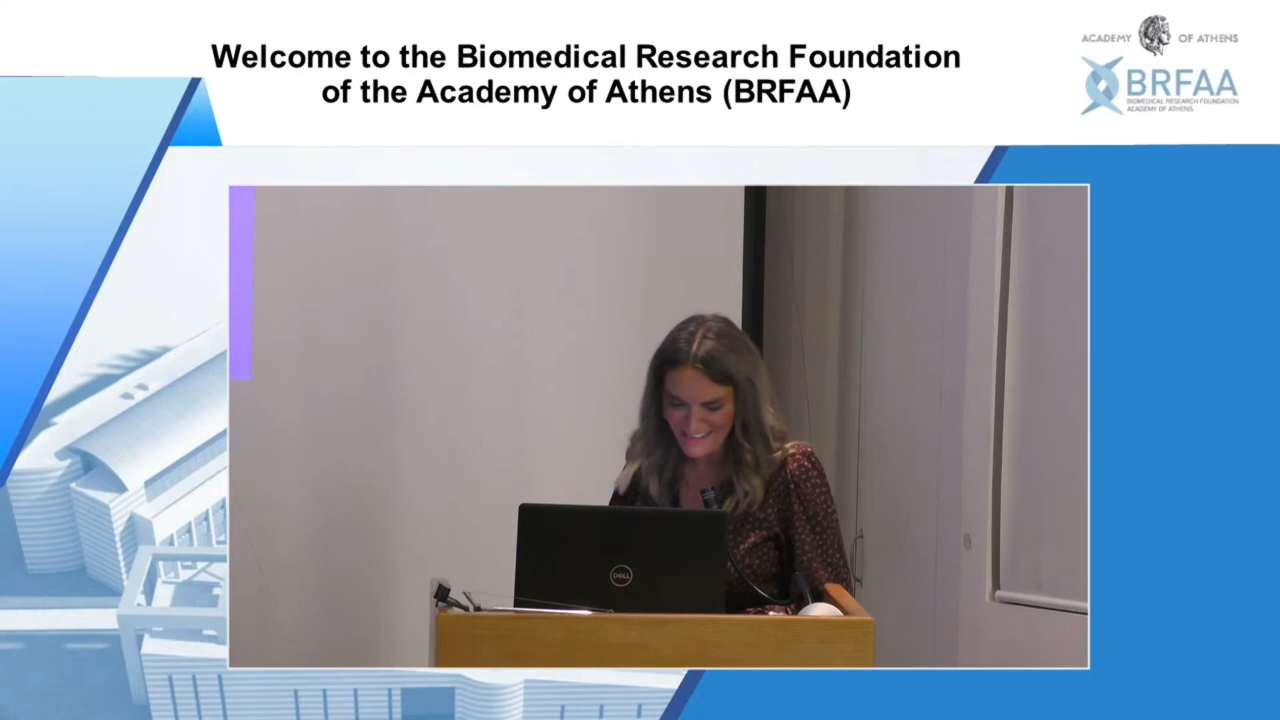 Welcome to the Biomedical Research Foundation
of the Academy of Athens (BRFAA)
ACADEMY OF ATHENS
BRFAA
BIOMEDICAL RESEARCH FOUNDATION
ACADEMY OF ATHENS
DELL